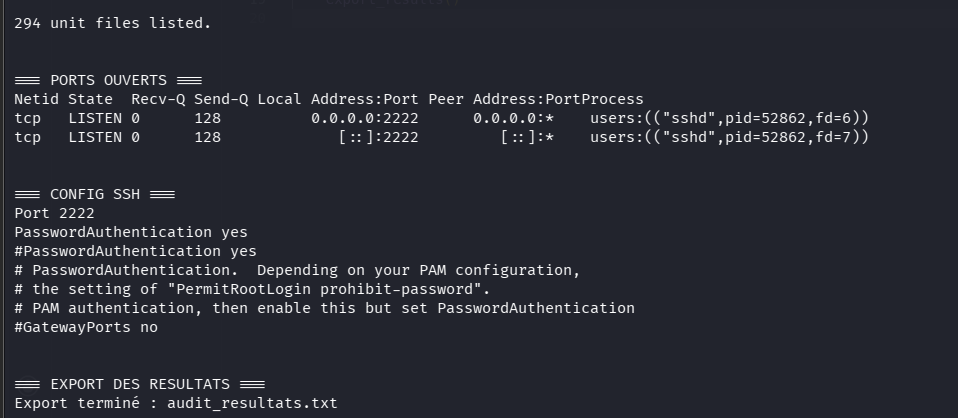 export_results()
294 unit files listed.
=== PORTS OUVERTS ===
Netid State  Recv-Q Send-Q Local Address:Port Peer Address:PortProcess
tcp   LISTEN 0      128          0.0.0.0:2222      0.0.0.0:*    users:(("sshd",pid=52862,fd=6))
tcp   LISTEN 0      128             [::]:2222         [::]:*    users:(("sshd",pid=52862,fd=7))
=== CONFIG SSH ===
Port 2222
PasswordAuthentication yes
#PasswordAuthentication yes
# PasswordAuthentication.  Depending on your PAM configuration,
# the setting of "PermitRootLogin prohibit-password".
# PAM authentication, then enable this but set PasswordAuthentication
#GatewayPorts no
=== EXPORT DES RESULTATS ===
Export terminé : audit_resultats.txt